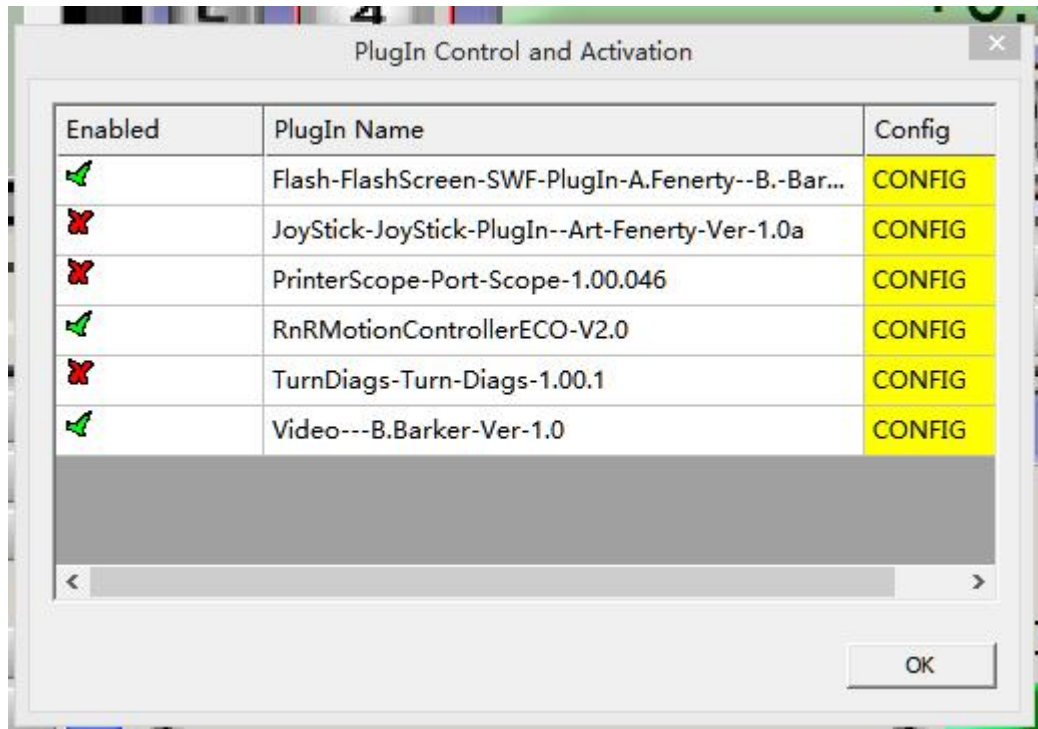 4
PlugIn Control and Activation
Enabled PlugIn Name Config
Flash-FlashScreen-SWF-PlugIn-A.Fenerty--B.-Bar... CONFIG
JoyStick-JoyStick-PlugIn--Art-Fenerty-Ver-1.0a CONFIG
PrinterScope-Port-Scope-1.00.046 CONFIG
RnRMotionControllerECO-V2.0 CONFIG
TurnDiags-Turn-Diags-1.00.1 CONFIG
Video---B.Barker-Ver-1.0 CONFIG
OK